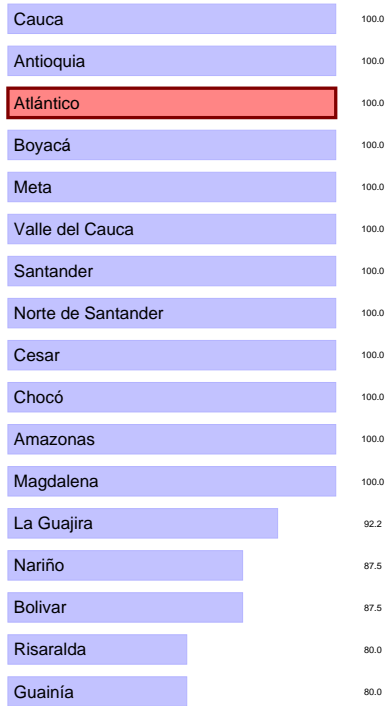 Cauca 100.0
Antioquia 100.0
Atlántico 100.0
Boyacá 100.0
Meta 100.0
Valle del Cauca 100.0
Santander 100.0
Norte de Santander 100.0
Cesar 100.0
Chocó 100.0
Amazonas 100.0
Magdalena 100.0
La Guajira 92.2
Nariño 87.5
Bolivar 87.5
Risaralda 80.0
Guainía 80.0